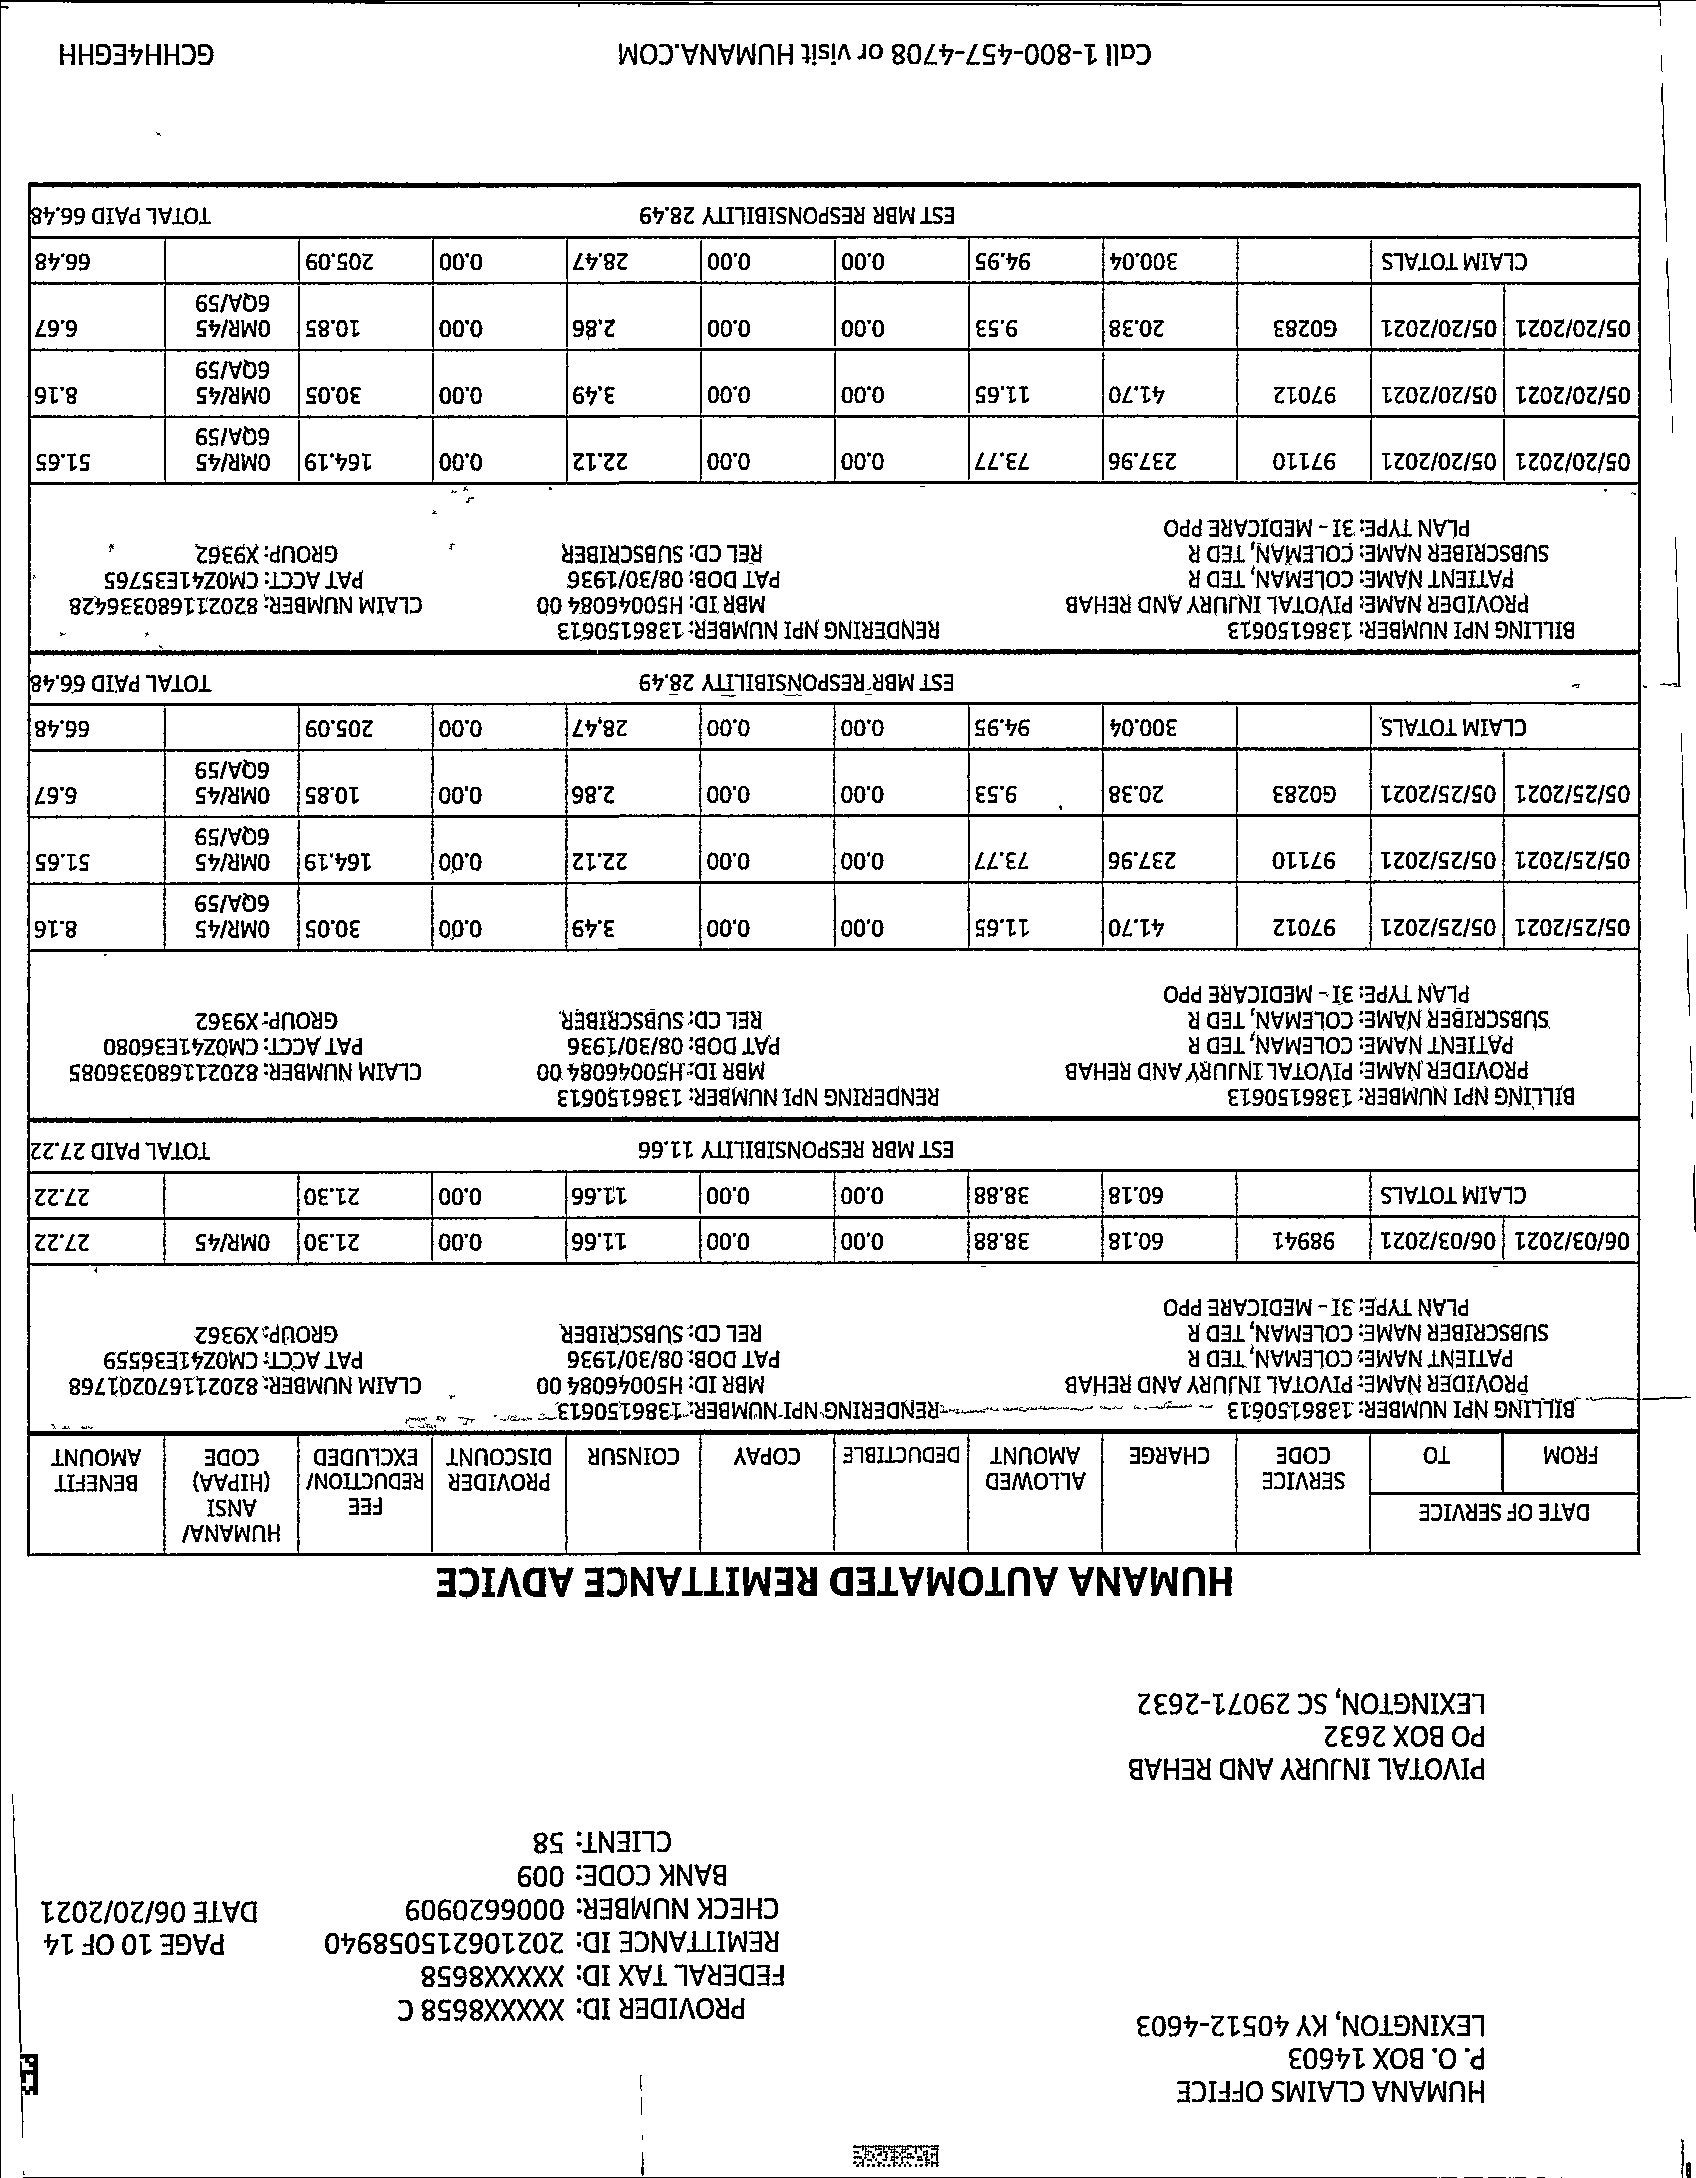 HUMANA CLAIMS OFFICE
P. O. BOX 14603
LEXINGTON, KY 40512-4603
PROVIDER ID: XXXXX8658 C
FEDERAL TAX ID: XXXXX8658
REMITTANCE ID: 202106215058940
CHECK NUMBER: 0006620909
BANK CODE: 009
CLIENT: 58
PAGE 10 OF 14
DATE 06/20/2021
PIVOTAL INJURY AND REHAB
PO BOX 2632
LEXINGTON, SC 29071-2632
HUMANA AUTOMATED REMITTANCE ADVICE
DATE OF SERVICE FROM TO SERVICE CODE CHARGE ALLOWED AMOUNT DEDUCTIBLE COPAY COINSUR PROVIDER DISCOUNT FEE REDUCTION/ EXCLUDED HUMANA/ ANSI (HIPAA) CODE BENEFIT AMOUNT
BILLING NPI NUMBER: 1386150613 RENDERING NPI NUMBER: 1386150613
PROVIDER NAME: PIVOTAL INJURY AND REHAB MBR ID: H50046084 00 CLAIM NUMBER: 820211670201768
PATIENT NAME: COLEMAN, TED R PAT DOB: 08/30/1936 PAT ACCT: CM0Z41E36559
SUBSCRIBER NAME: COLEMAN, TED R REL CD: SUBSCRIBER GROUP: X9362
PLAN TYPE: 3I - MEDICARE PPO
06/03/2021 06/03/2021 98941 60.18 38.88 0.00 0.00 11.66 0.00 21.30 0MR/45 27.22
CLAIM TOTALS 60.18 38.88 0.00 0.00 11.66 0.00 21.30 27.22
EST MBR RESPONSIBILITY 11.66 TOTAL PAID 27.22
BILLING NPI NUMBER: 1386150613 RENDERING NPI NUMBER: 1386150613
PROVIDER NAME: PIVOTAL INJURY AND REHAB MBR ID: H50046084 00 CLAIM NUMBER: 820211680336085
PATIENT NAME: COLEMAN, TED R PAT DOB: 08/30/1936 PAT ACCT: CM0Z41E36080
SUBSCRIBER NAME: COLEMAN, TED R REL CD: SUBSCRIBER GROUP: X9362
PLAN TYPE: 3I - MEDICARE PPO
05/25/2021 05/25/2021 97012 41.70 11.65 0.00 0.00 3.49 0.00 30.05 0MR/45 8.16
6QA/59
05/25/2021 05/25/2021 97110 237.96 73.77 0.00 0.00 22.12 0.00 164.19 0MR/45 51.65
6QA/59
05/25/2021 05/25/2021 G0283 20.38 9.53 0.00 0.00 2.86 0.00 10.85 0MR/45 6.67
6QA/59
CLAIM TOTALS 300.04 94.95 0.00 0.00 28.47 0.00 205.09 66.48
EST MBR RESPONSIBILITY 28.49 TOTAL PAID 66.48
BILLING NPI NUMBER: 1386150613 RENDERING NPI NUMBER: 1386150613
PROVIDER NAME: PIVOTAL INJURY AND REHAB MBR ID: H50046084 00 CLAIM NUMBER: 820211680336428
PATIENT NAME: COLEMAN, TED R PAT DOB: 08/30/1936 PAT ACCT: CM0Z41E35765
SUBSCRIBER NAME: COLEMAN, TED R REL CD: SUBSCRIBER GROUP: X9362
PLAN TYPE: 3I - MEDICARE PPO
05/20/2021 05/20/2021 97110 237.96 73.77 0.00 0.00 22.12 0.00 164.19 0MR/45 51.65
6QA/59
05/20/2021 05/20/2021 97012 41.70 11.65 0.00 0.00 3.49 0.00 30.05 0MR/45 8.16
6QA/59
05/20/2021 05/20/2021 G0283 20.38 9.53 0.00 0.00 2.86 0.00 10.85 0MR/45 6.67
6QA/59
CLAIM TOTALS 300.04 94.95 0.00 0.00 28.47 0.00 205.09 66.48
EST MBR RESPONSIBILITY 28.49 TOTAL PAID 66.48
Call 1-800-457-4708 or visit HUMANA.COM GCHH4EGHH